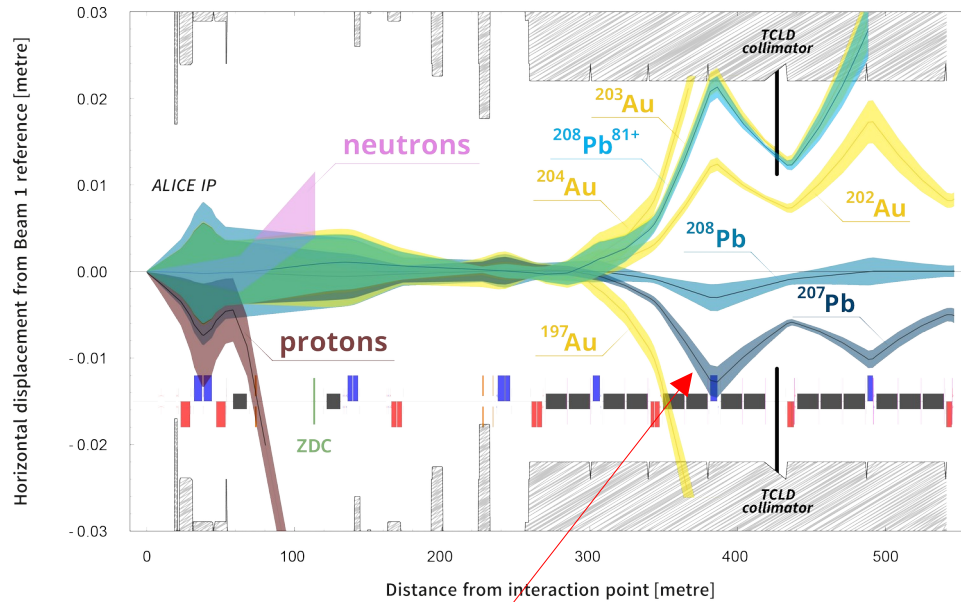 Horizontal displacement from Beam 1 reference [metre]
0.03
0.02
0.01
0.00
-0.01
-0.02
-0.03
TCLD
collimator
203Au
208Pb81+
neutrons
204Au
ALICE IP
202Au
208Pb
207Pb
protons
197Au
ZDC
TCLD
collimator
0
100
200
300
400
500
Distance from interaction point [metre]